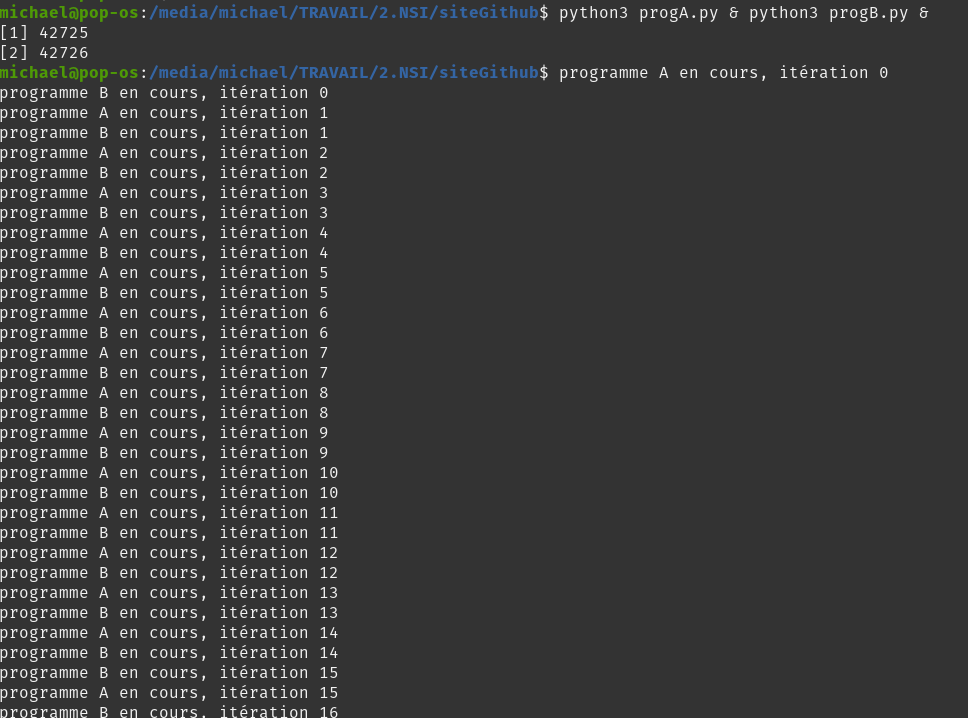 michael@pop-os:/media/michael/TRAVAIL/2.NSI/siteGithub$ python3 progA.py & python3 progB.py &
[1] 42725
[2] 42726
michael@pop-os:/media/michael/TRAVAIL/2.NSI/siteGithub$ programme A en cours, itération 0
programme B en cours, itération 0
programme A en cours, itération 1
programme B en cours, itération 1
programme A en cours, itération 2
programme B en cours, itération 2
programme A en cours, itération 3
programme B en cours, itération 3
programme A en cours, itération 4
programme B en cours, itération 4
programme A en cours, itération 5
programme B en cours, itération 5
programme A en cours, itération 6
programme B en cours, itération 6
programme A en cours, itération 7
programme B en cours, itération 7
programme A en cours, itération 8
programme B en cours, itération 8
programme A en cours, itération 9
programme B en cours, itération 9
programme A en cours, itération 10
programme B en cours, itération 10
programme A en cours, itération 11
programme B en cours, itération 11
programme A en cours, itération 12
programme B en cours, itération 12
programme A en cours, itération 13
programme B en cours, itération 13
programme A en cours, itération 14
programme B en cours, itération 14
programme B en cours, itération 15
programme A en cours, itération 15
programme B en cours, itération 16